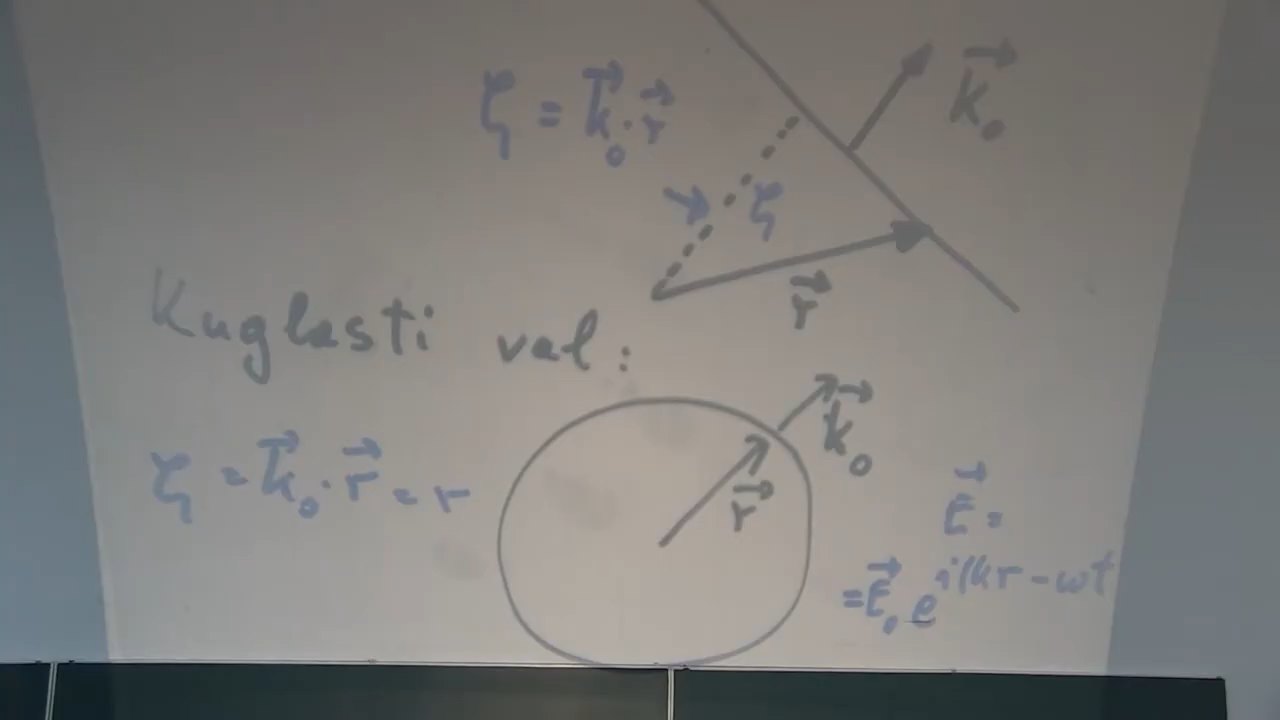 ζ = k⃗₀·r⃗
k⃗₀
ζ
r⃗
Kuglasti val:
k⃗₀
r⃗
ζ = k⃗₀·r⃗ = r
E⃗ =
= E⃗₀ e^{i(kr - ωt